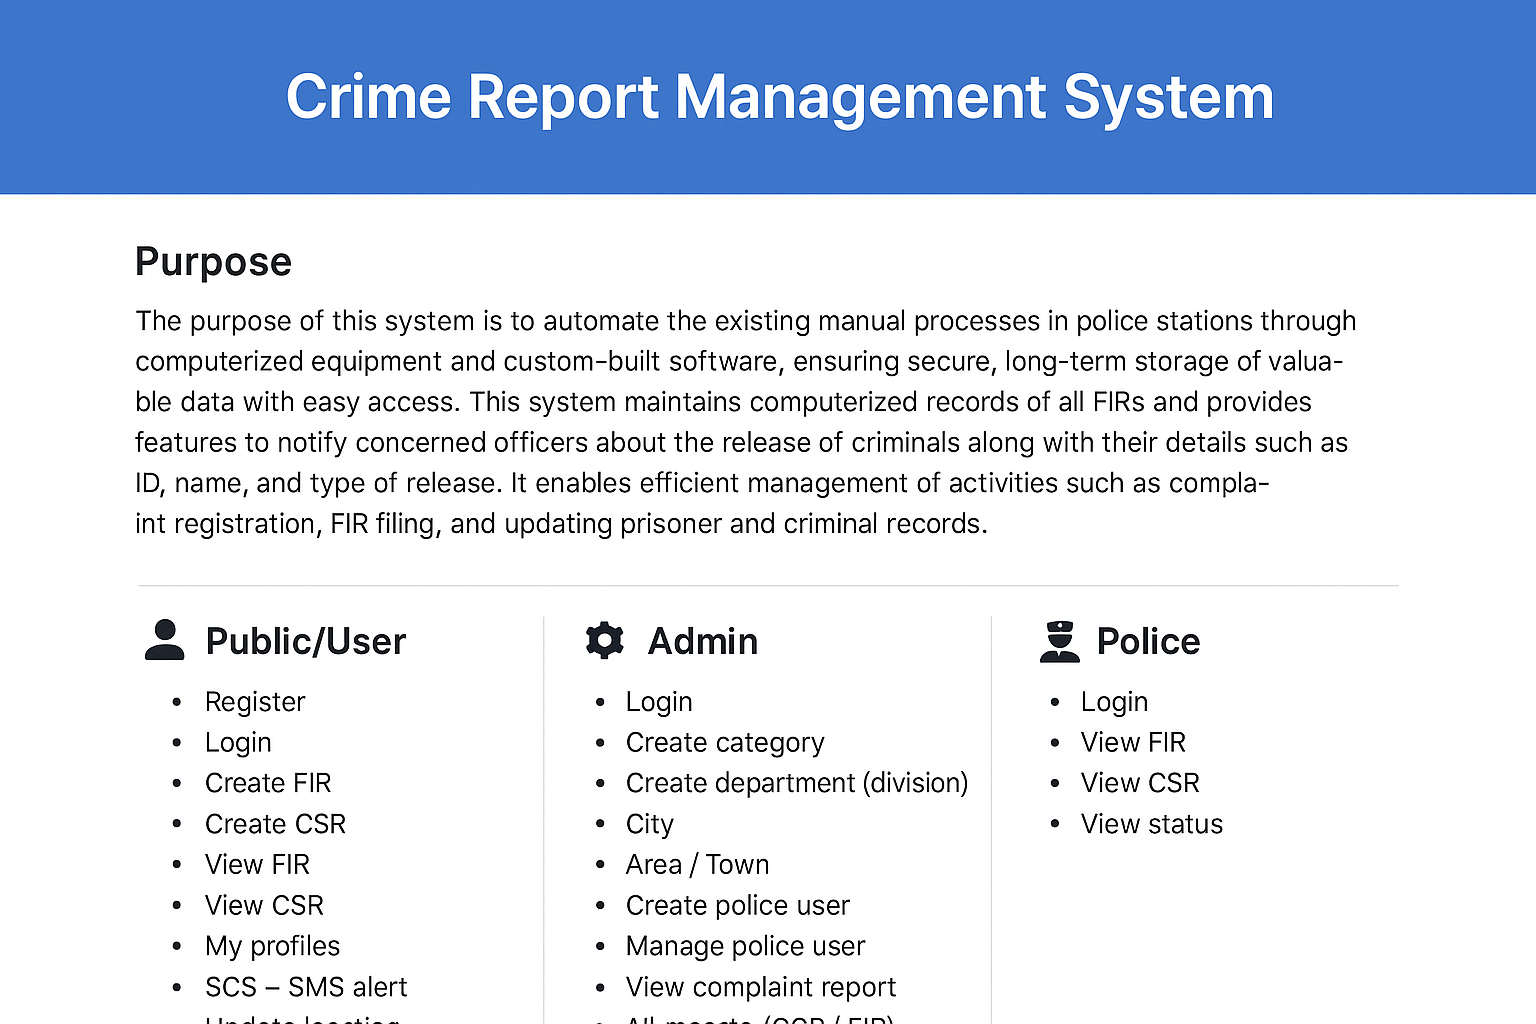 Crime Report Management System
Purpose
The purpose of this system is to automate the existing manual processes in police stations through
computerized equipment and custom-built software, ensuring secure, long-term storage of valua-
ble data with easy access. This system maintains computerized records of all FIRs and provides
features to notify concerned officers about the release of criminals along with their details such as
ID, name, and type of release. It enables efficient management of activities such as compla-
int registration, FIR filing, and updating prisoner and criminal records.
Public/User
• Register
• Login
• Create FIR
• Create CSR
• View FIR
• View CSR
• My profiles
• SCS – SMS alert
Admin
• Login
• Create category
• Create department (division)
• City
• Area / Town
• Create police user
• Manage police user
• View complaint report
Police
• Login
• View FIR
• View CSR
• View status